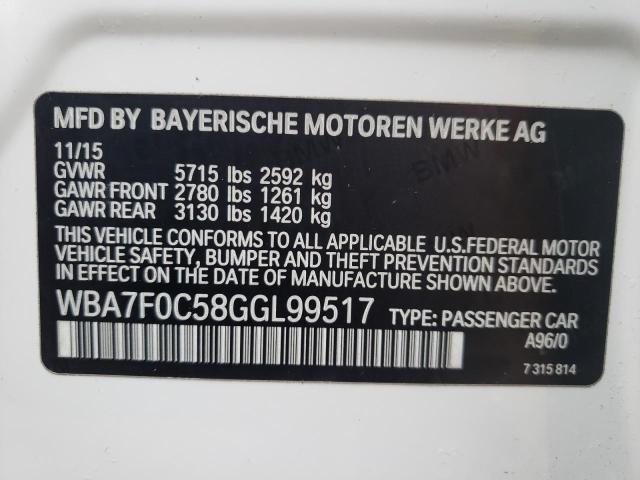 MFD BY BAYERISCHE MOTOREN WERKE AG
11/15
GVWR 5715 lbs 2592 kg
GAWR FRONT 2780 lbs 1261 kg
GAWR REAR 3130 lbs 1420 kg
THIS VEHICLE CONFORMS TO ALL APPLICABLE U.S.FEDERAL MOTOR
VEHICLE SAFETY, BUMPER AND THEFT PREVENTION STANDARDS
IN EFFECT ON THE DATE OF MANUFACTURE SHOWN ABOVE.
WBA7F0C58GGL99517 TYPE: PASSENGER CAR
A96/0
7 315 814